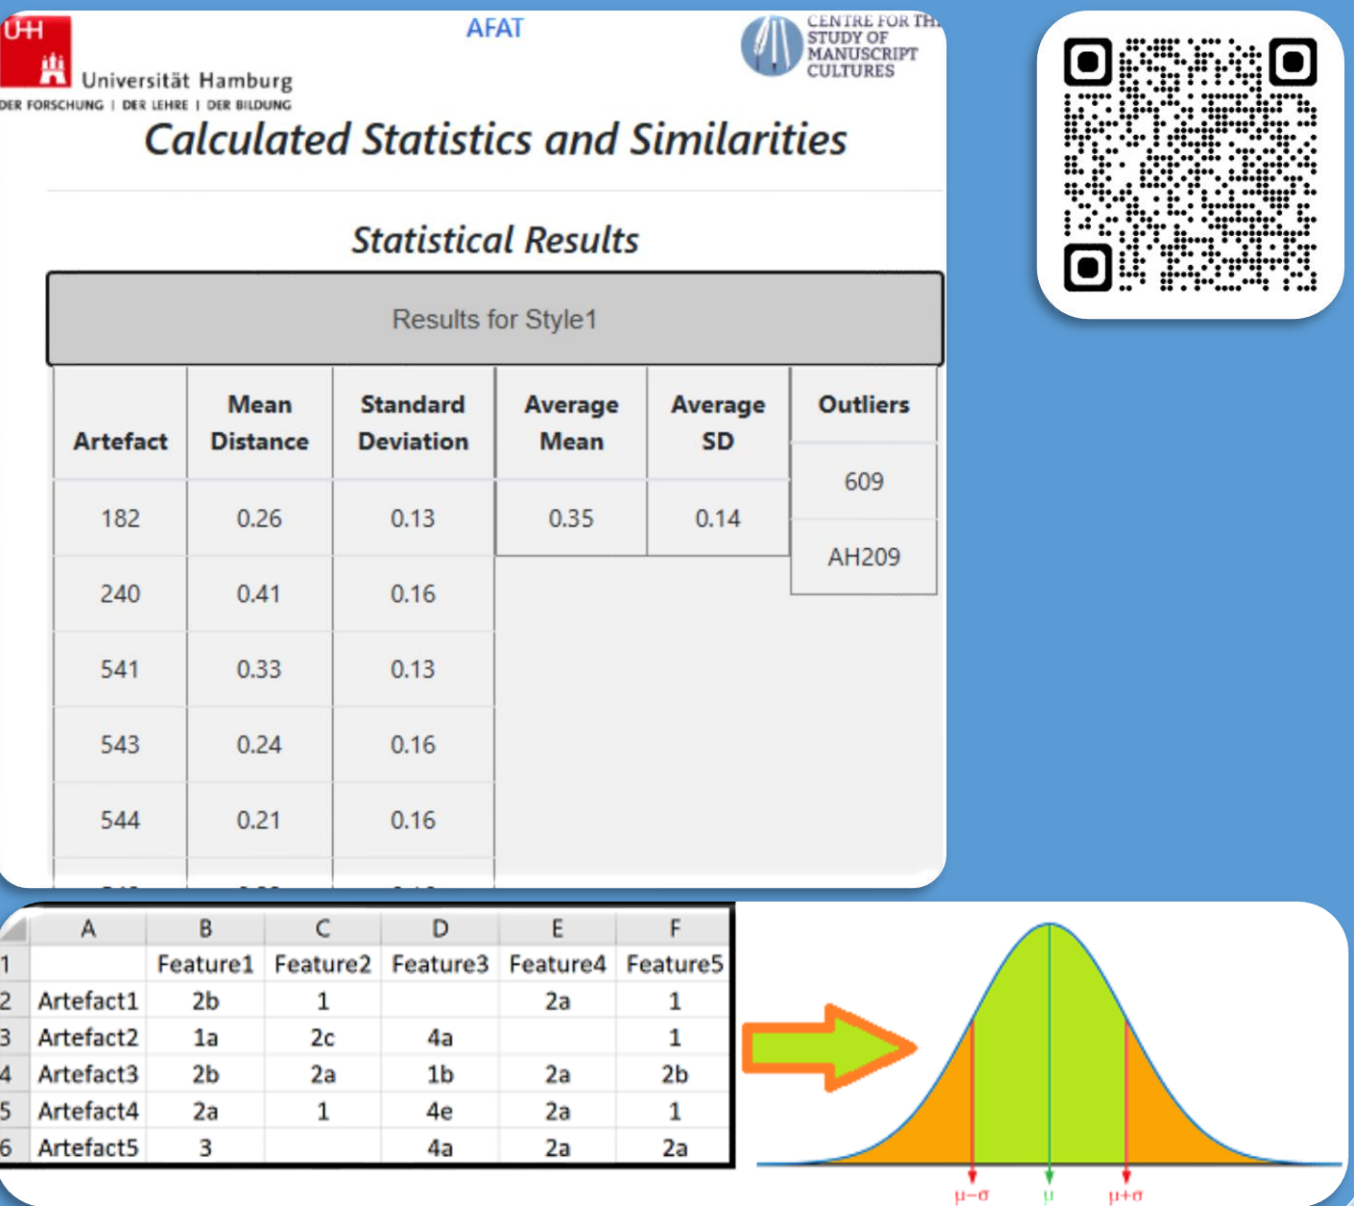 UH
AFAT
CENTRE FOR TH
STUDY OF
MANUSCRIPT
CULTURES
Universität Hamburg
DER FORSCHUNG | DER LEHRE | DER BILDUNG
Calculated Statistics and Similarities
Statistical Results
Results for Style1
Artefact Mean Distance Standard Deviation Average Mean Average SD Outliers
609
182 0.26 0.13 0.35 0.14
AH209
240 0.41 0.16
541 0.33 0.13
543 0.24 0.16
544 0.21 0.16
A B C D E F
1 Feature1 Feature2 Feature3 Feature4 Feature5
2 Artefact1 2b 1 2a 1
3 Artefact2 1a 2c 4a 1
4 Artefact3 2b 2a 1b 2a 2b
5 Artefact4 2a 1 4e 2a 1
6 Artefact5 3 4a 2a 2a
μ−σ μ μ+σ